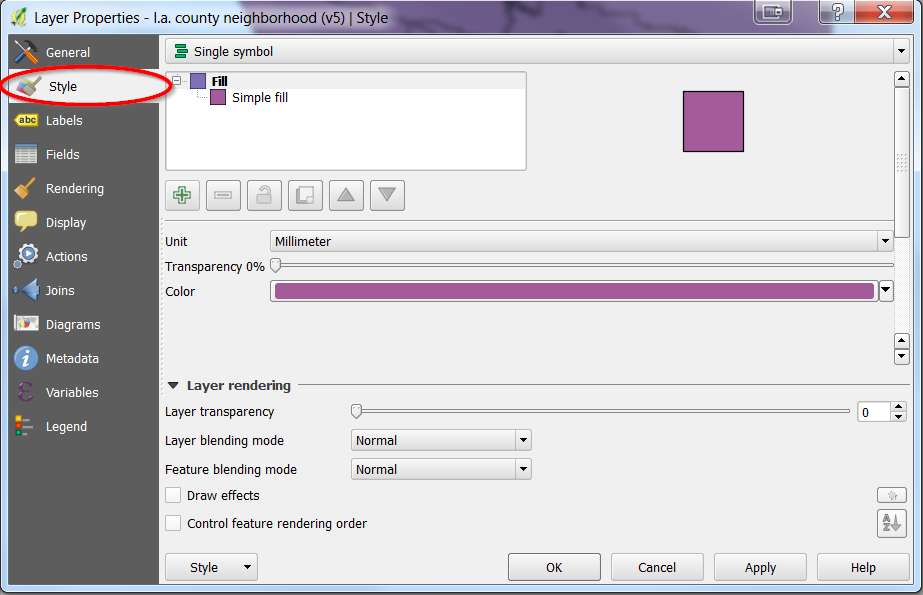 Layer Properties - l.a. county neighborhood (v5) | Style
General
Style
abc Labels
Fields
Rendering
Display
Actions
Joins
Diagrams
Metadata
Variables
Legend
Single symbol
Fill
Simple fill
Unit
Millimeter
Transparency 0%
Color
Layer rendering
Layer transparency
0
Layer blending mode
Normal
Feature blending mode
Normal
Draw effects
Control feature rendering order
A
Z
Style
OK
Cancel
Apply
Help